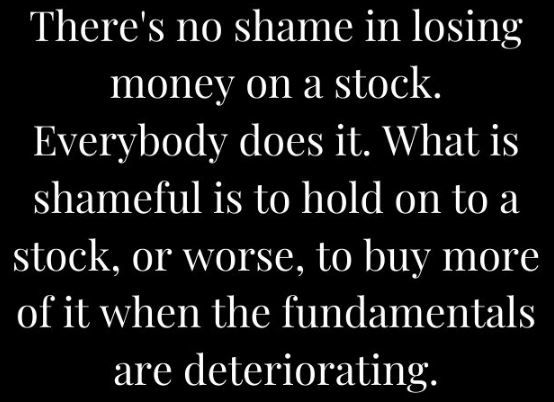 There's no shame in losing
money on a stock.
Everybody does it. What is
shameful is to hold on to a
stock, or worse, to buy more
of it when the fundamentals
are deteriorating.